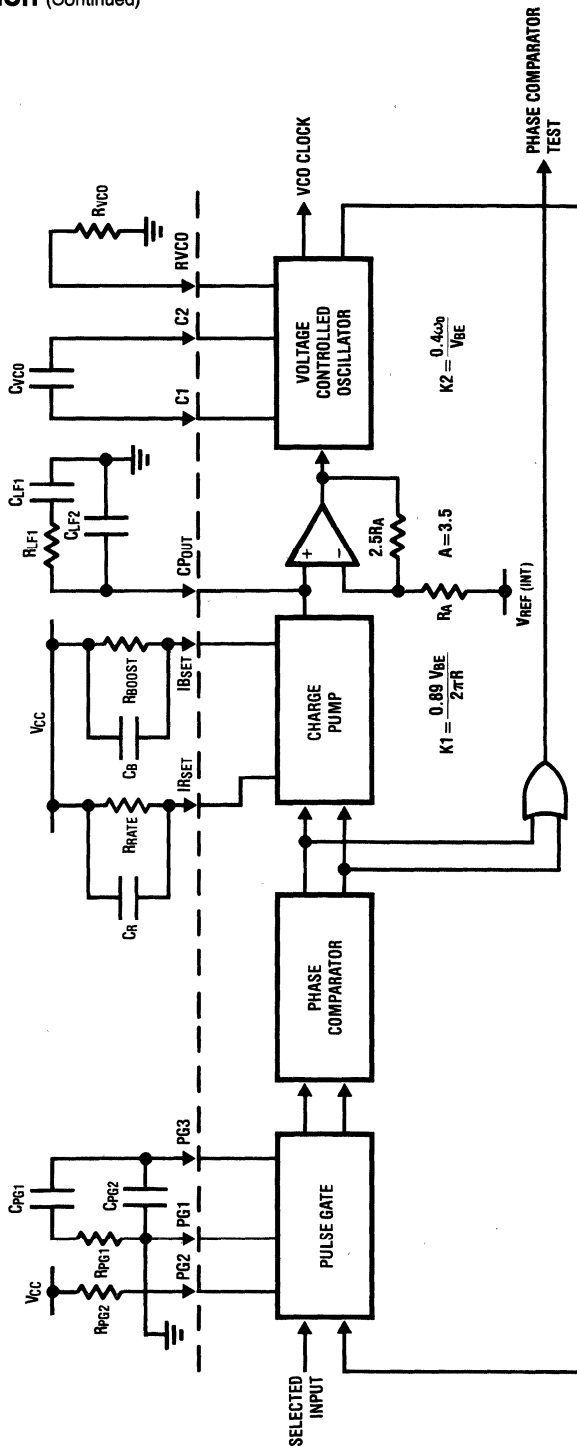 ION (Continued)
VCC
RPG2
RPG1
CPG1
CPG2
PG2
PG1
PG3
SELECTED
INPUT
PULSE GATE
PHASE
COMPARATOR
VCC
CR
RRATE
IRSET
CB
RBOOST
IBSET
CHARGE
PUMP
K1 = 0.89 VBE / 2πR
RLF1
CLF1
CLF2
CPOUT
+
−
2.5RA
RA
A = 3.5
VREF (INT)
CVCO
C1
C2
RVCO
RVCO
VOLTAGE
CONTROLLED
OSCILLATOR
K2 = 0.4ω0 / VBE
VCO CLOCK
PHASE COMPARATOR
TEST